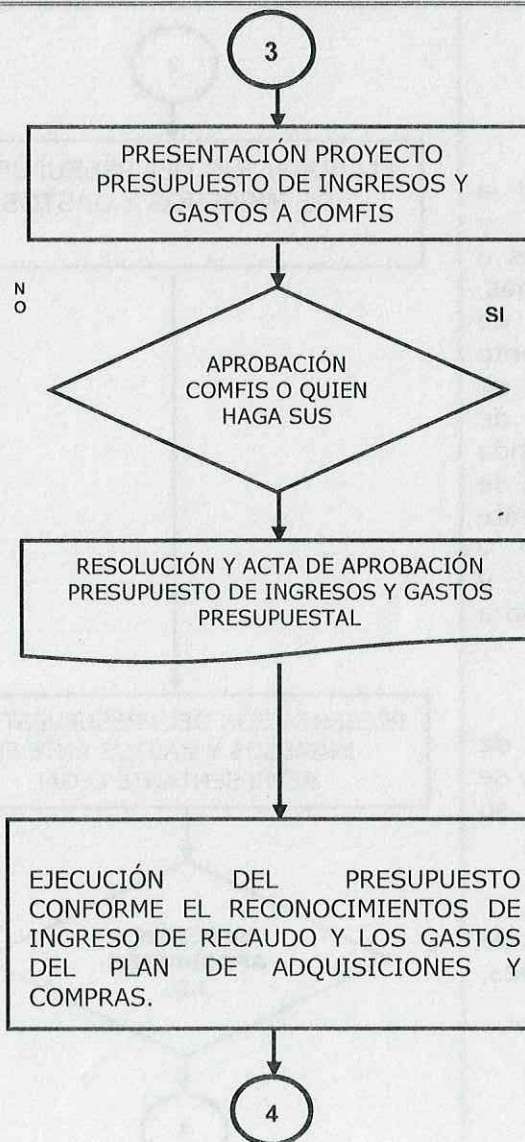 3
PRESENTACIÓN PROYECTO
PRESUPUESTO DE INGRESOS Y
GASTOS A COMFIS
NO
SI
APROBACIÓN
COMFIS O QUIEN
HAGA SUS
RESOLUCIÓN Y ACTA DE APROBACIÓN
PRESUPUESTO DE INGRESOS Y GASTOS
PRESUPUESTAL
EJECUCIÓN DEL PRESUPUESTO
CONFORME EL RECONOCIMIENTOS DE
INGRESO DE RECAUDO Y LOS GASTOS
DEL PLAN DE ADQUISICIONES Y
COMPRAS.
4